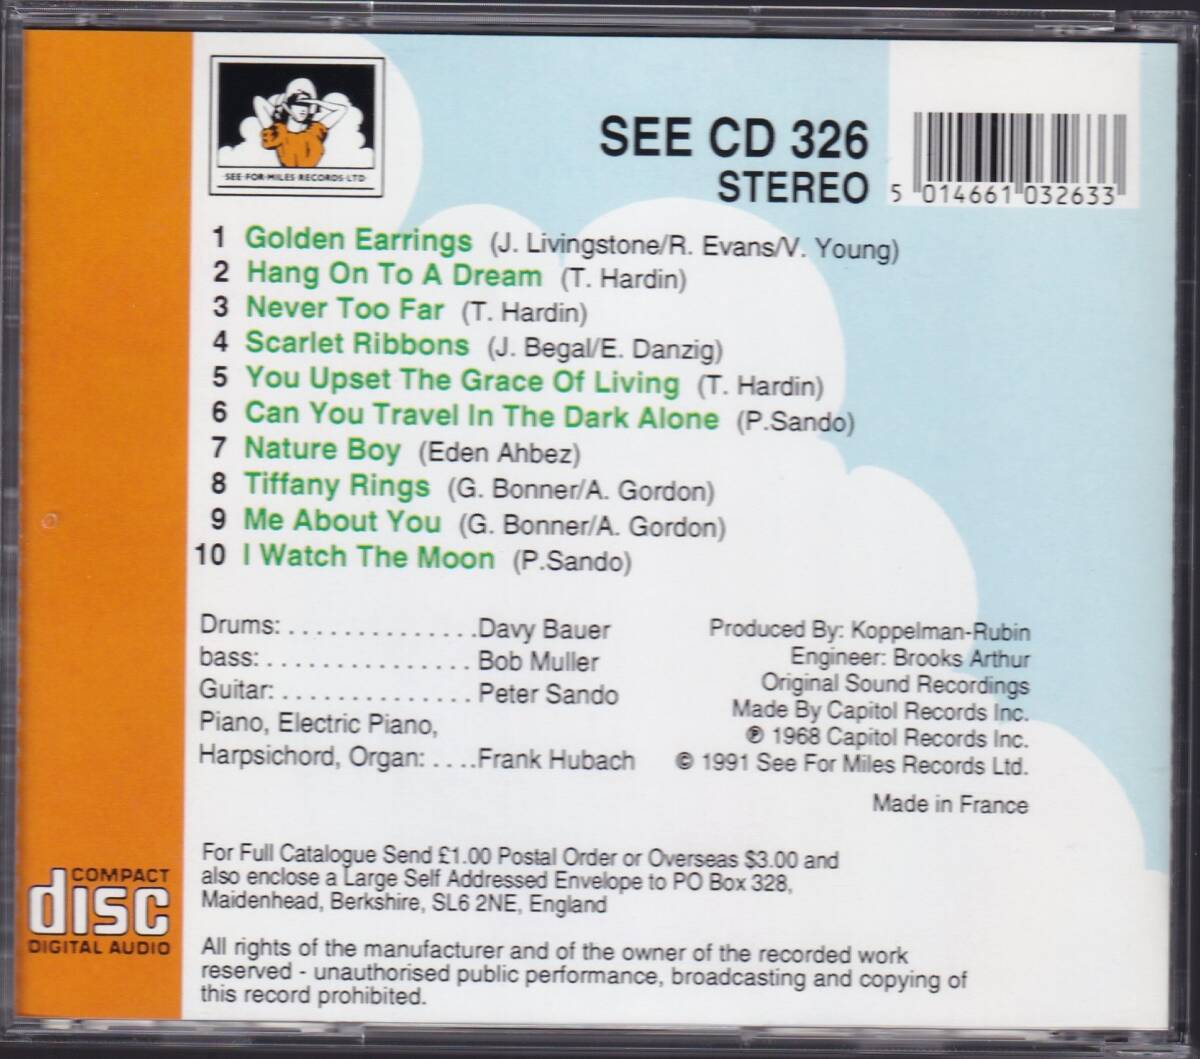 SEE·FOR·MILES RECORDS·LTD
SEE CD 326
STEREO
5 014661 032633
1 Golden Earrings (J. Livingstone/R. Evans/V. Young)
2 Hang On To A Dream (T. Hardin)
3 Never Too Far (T. Hardin)
4 Scarlet Ribbons (J. Begal/E. Danzig)
5 You Upset The Grace Of Living (T. Hardin)
6 Can You Travel In The Dark Alone (P.Sando)
7 Nature Boy (Eden Ahbez)
8 Tiffany Rings (G. Bonner/A. Gordon)
9 Me About You (G. Bonner/A. Gordon)
10 I Watch The Moon (P.Sando)
Drums: ..............Davy Bauer
bass:................ Bob Muller
Guitar: .............. Peter Sando
Piano, Electric Piano,
Harpsichord, Organ: ....Frank Hubach
Produced By: Koppelman-Rubin
Engineer: Brooks Arthur
Original Sound Recordings
Made By Capitol Records Inc.
℗ 1968 Capitol Records Inc.
© 1991 See For Miles Records Ltd.
Made in France
For Full Catalogue Send £1.00 Postal Order or Overseas $3.00 and
also enclose a Large Self Addressed Envelope to PO Box 328,
Maidenhead, Berkshire, SL6 2NE, England
COMPACT
disc
DIGITAL AUDIO
All rights of the manufacturer and of the owner of the recorded work
reserved - unauthorised public performance, broadcasting and copying of
this record prohibited.